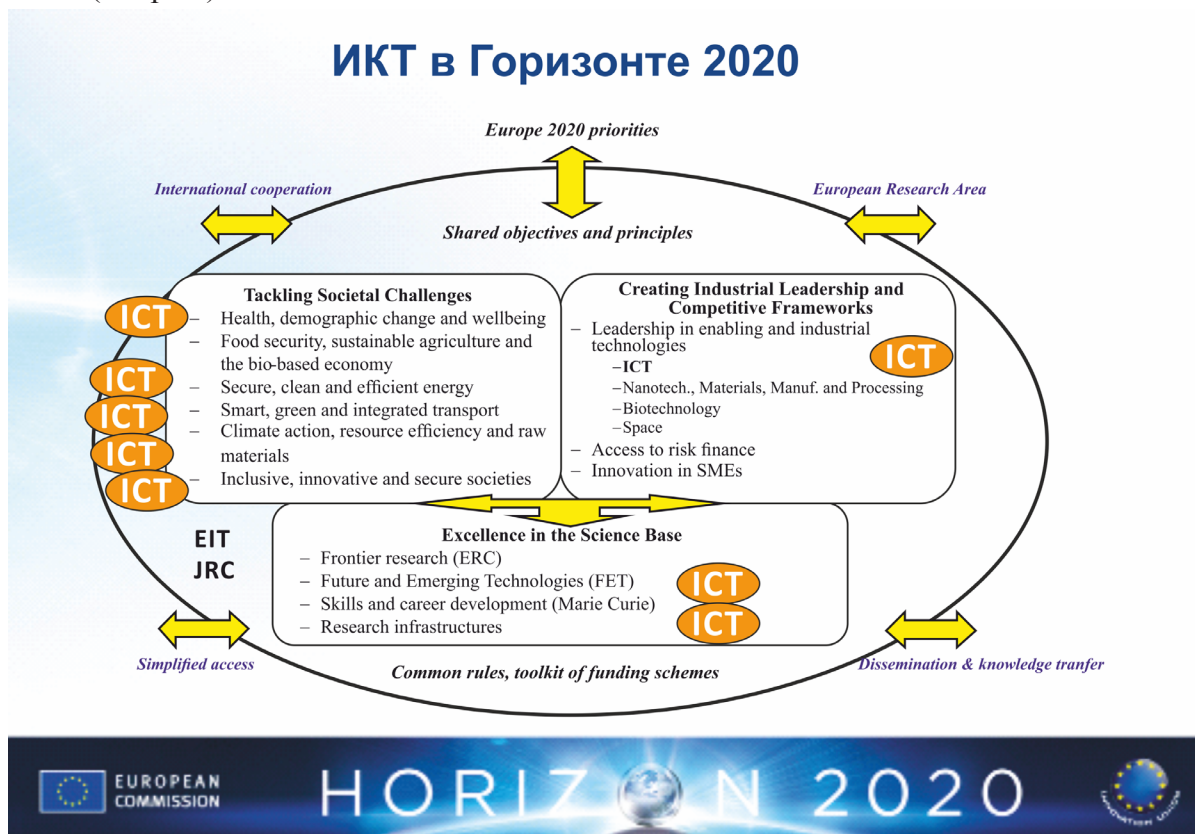 ИКТ в Горизонте 2020
Europe 2020 priorities
International cooperation
European Research Area
Shared objectives and principles
Tackling Societal Challenges
ICT
– Health, demographic change and wellbeing
– Food security, sustainable agriculture and
the bio-based economy
ICT
– Secure, clean and efficient energy
ICT
– Smart, green and integrated transport
– Climate action, resource efficiency and raw
materials
ICT
– Inclusive, innovative and secure societies
ICT
Creating Industrial Leadership and
Competitive Frameworks
– Leadership in enabling and industrial
technologies
ICT
–ICT
–Nanotech., Materials, Manuf. and Processing
–Biotechnology
–Space
– Access to risk finance
– Innovation in SMEs
EIT
JRC
Excellence in the Science Base
– Frontier research (ERC)
– Future and Emerging Technologies (FET)
ICT
– Skills and career development (Marie Curie)
– Research infrastructures
ICT
Simplified access
Common rules, toolkit of funding schemes
Dissemination & knowledge tranfer
EUROPEAN
COMMISSION
HORIZON 2020
INNOVATION UNION